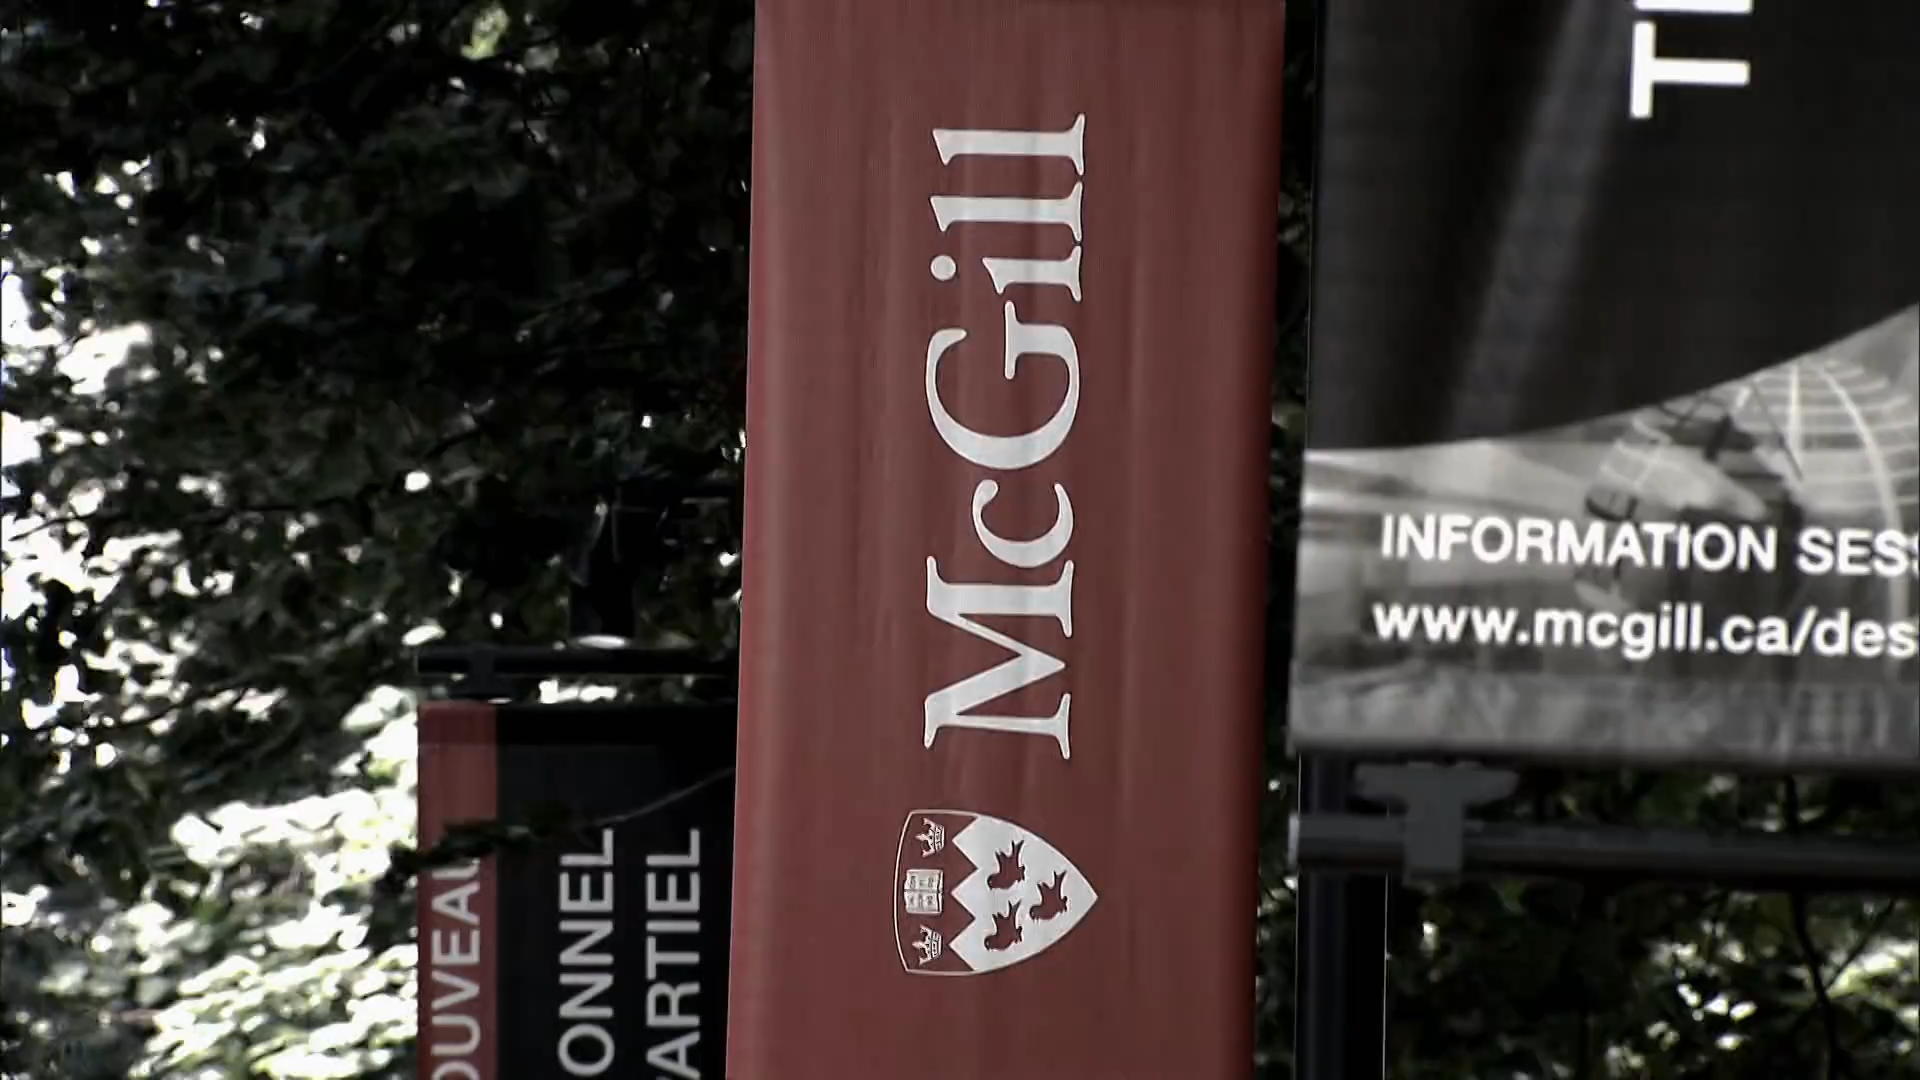 OUVEAU
ONNEL
ARTIEL
McGill
INFORMATION SESS
www.mcgill.ca/des